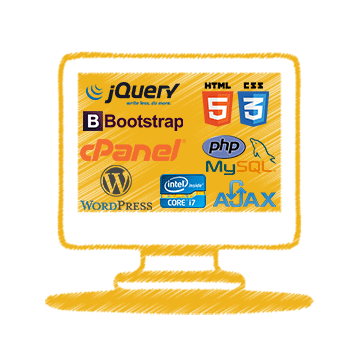 jQuery
write less, do more.
HTML CSS
5 3
B Bootstrap
cPanel
php
MySQL
WORDPRESS
intel inside
CORE i7
AJAX